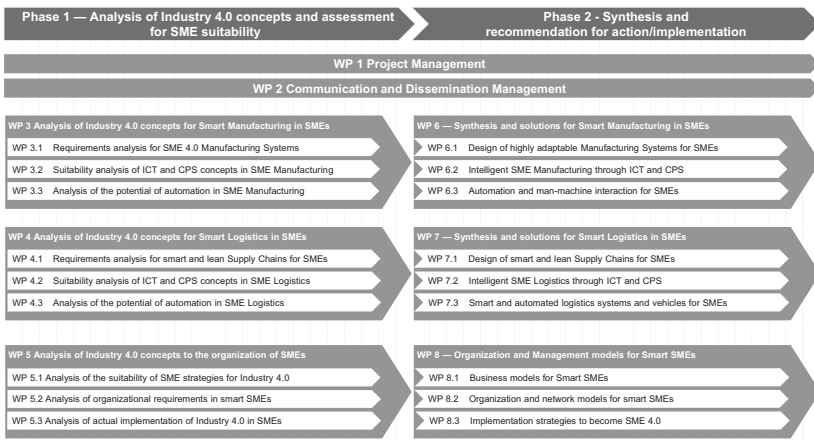 Phase 1 — Analysis of Industry 4.0 concepts and assessment
for SME suitability
Phase 2 - Synthesis and
recommendation for action/implementation
WP 1 Project Management
WP 2 Communication and Dissemination Management
WP 3 Analysis of Industry 4.0 concepts for Smart Manufacturing in SMEs
WP 3.1 Requirements analysis for SME 4.0 Manufacturing Systems
WP 3.2 Suitability analysis of ICT and CPS concepts in SME Manufacturing
WP 3.3 Analysis of the potential of automation in SME Manufacturing
WP 6 — Synthesis and solutions for Smart Manufacturing in SMEs
WP 6.1 Design of highly adaptable Manufacturing Systems for SMEs
WP 6.2 Intelligent SME Manufacturing through ICT and CPS
WP 6.3 Automation and man-machine interaction for SMEs
WP 4 Analysis of Industry 4.0 concepts for Smart Logistics in SMEs
WP 4.1 Requirements analysis for smart and lean Supply Chains for SMEs
WP 4.2 Suitability analysis of ICT and CPS concepts in SME Logistics
WP 4.3 Analysis of the potential of automation in SME Logistics
WP 7 — Synthesis and solutions for Smart Logistics in SMEs
WP 7.1 Design of smart and lean Supply Chains for SMEs
WP 7.2 Intelligent SME Logistics through ICT and CPS
WP 7.3 Smart and automated logistics systems and vehicles for SMEs
WP 5 Analysis of Industry 4.0 concepts to the organization of SMEs
WP 5.1 Analysis of the suitability of SME strategies for Industry 4.0
WP 5.2 Analysis of organizational requirements in smart SMEs
WP 5.3 Analysis of actual implementation of Industry 4.0 in SMEs
WP 8 — Organization and Management models for Smart SMEs
WP 8.1 Business models for Smart SMEs
WP 8.2 Organization and network models for smart SMEs
WP 8.3 Implementation strategies to become SME 4.0